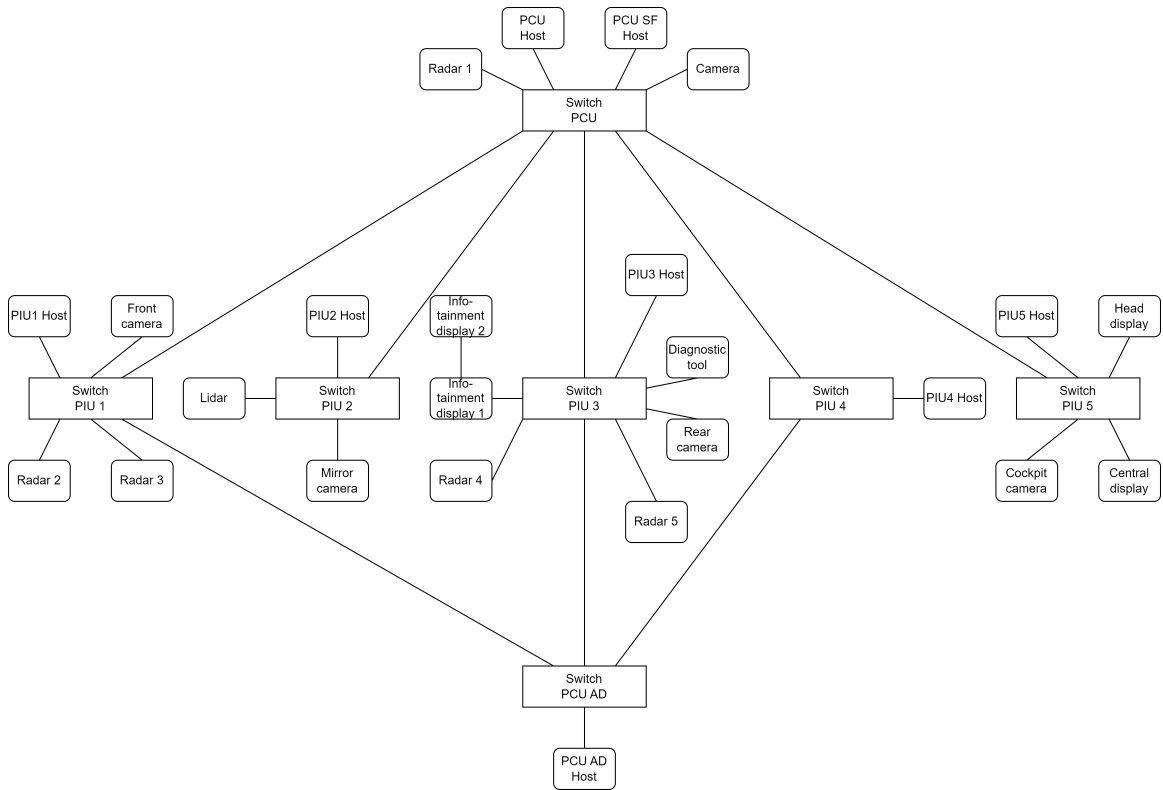 PCU
Host
PCU SF
Host
Radar 1
Camera
Switch
PCU
PIU3 Host
PIU1 Host
Front
camera
PIU2 Host
Info-
tainment
display 2
PIU5 Host
Head
display
Diagnostic
tool
Switch
PIU 1
Lidar
Switch
PIU 2
Info-
tainment
display 1
Switch
PIU 3
Switch
PIU 4
PIU4 Host
Switch
PIU 5
Rear
camera
Radar 2
Radar 3
Mirror
camera
Radar 4
Cockpit
camera
Central
display
Radar 5
Switch
PCU AD
PCU AD
Host